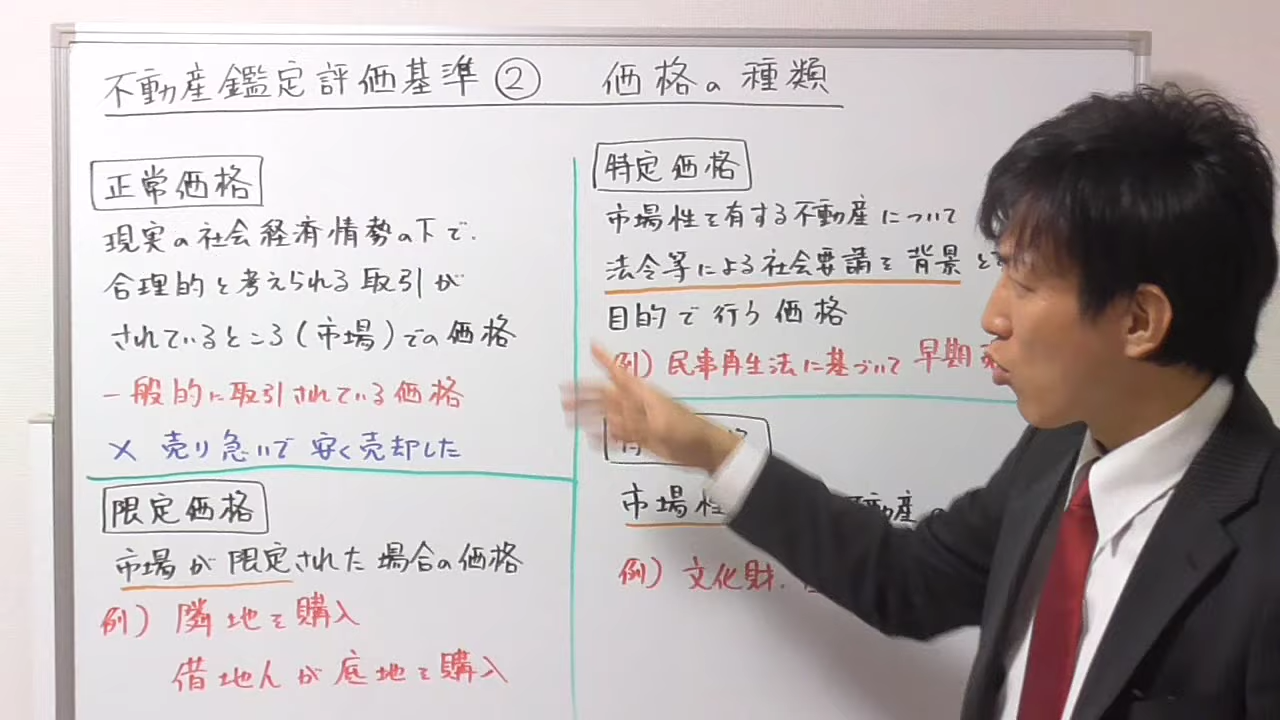 不動産鑑定評価基準② 価格の種類
正常価格
現実の社会経済情勢の下で、
合理的と考えられる取引が
されているところ(市場)での価格
一般的に取引されている価格
× 売り急いで安く売却した
限定価格
市場が限定された場合の価格
例) 隣地を購入
借地人が底地を購入
特定価格
市場性を有する不動産について
法令等による社会要請を背景と
目的で行う価格
例) 民事再生法に基づいて早期
格
市場性 不動産の
例) 文化財、